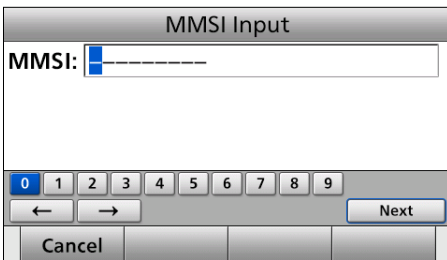 MMSI Input
MMSI: ---------
0 1 2 3 4 5 6 7 8 9
← → Next
Cancel